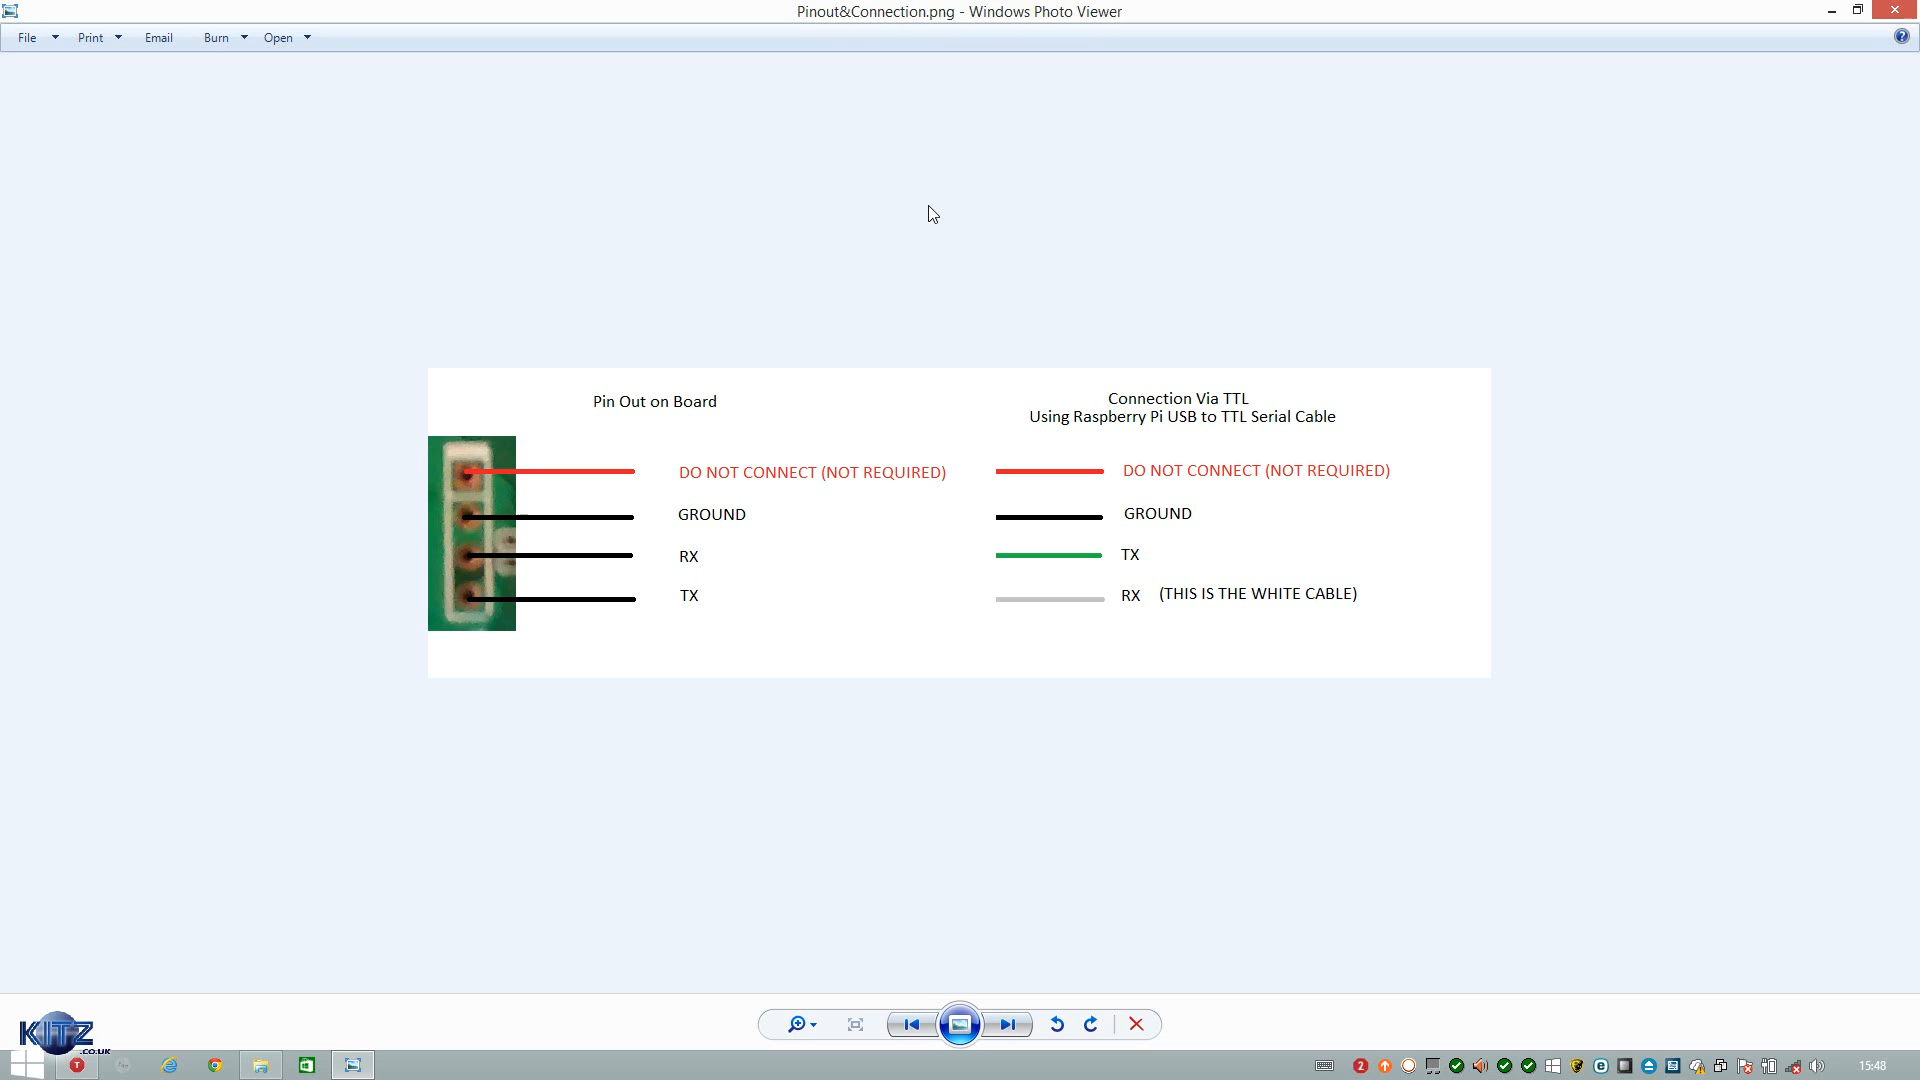 Pinout&Connection.png - Windows Photo Viewer
File Print Email Burn Open
Pin Out on Board
Connection Via TTL
Using Raspberry Pi USB to TTL Serial Cable
DO NOT CONNECT (NOT REQUIRED)
DO NOT CONNECT (NOT REQUIRED)
GROUND
GROUND
RX
TX
TX
RX (THIS IS THE WHITE CABLE)
KITZ
.CO.UK
T
2
15:48